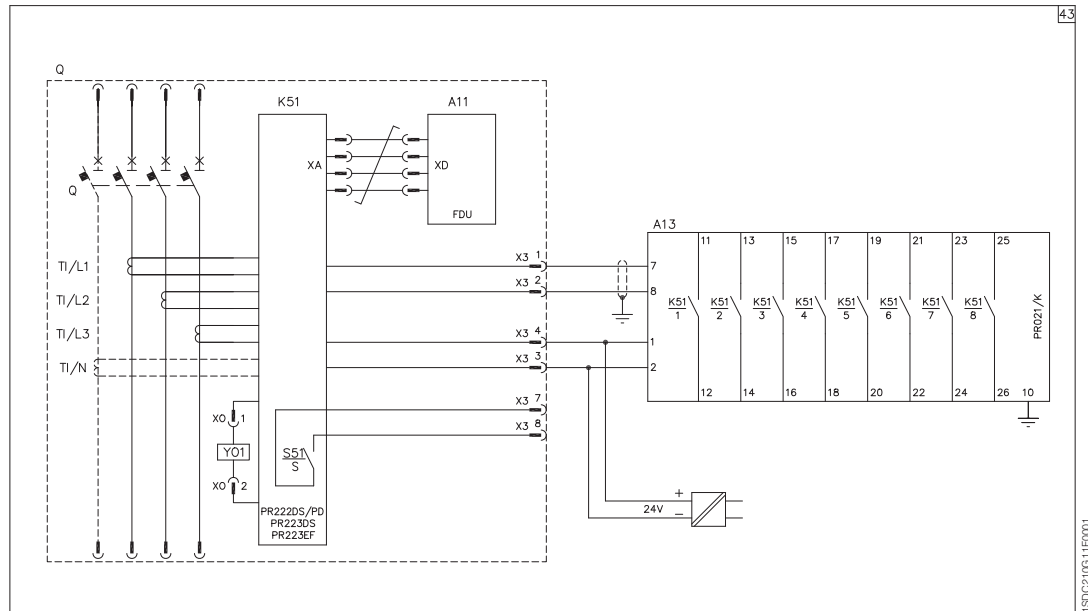 43
Q
K51
A11
XA
XD
FDU
Q
A13
11 13 15 17 19 21 23 25
TI/L1
X3 1
7
TI/L2
X3 2
8
K51 K51 K51 K51 K51 K51 K51 K51
1 2 3 4 5 6 7 8
PR021/K
TI/L3
X3 4
1
TI/N
X3 3
2
12 14 16 18 20 22 24 26 10
X3 7
X3 8
XO 1
YO1
XO 2
S51
S
PR222DS/PD
PR223DS
PR223EF
+
24V
−
1SDC210G11F0001